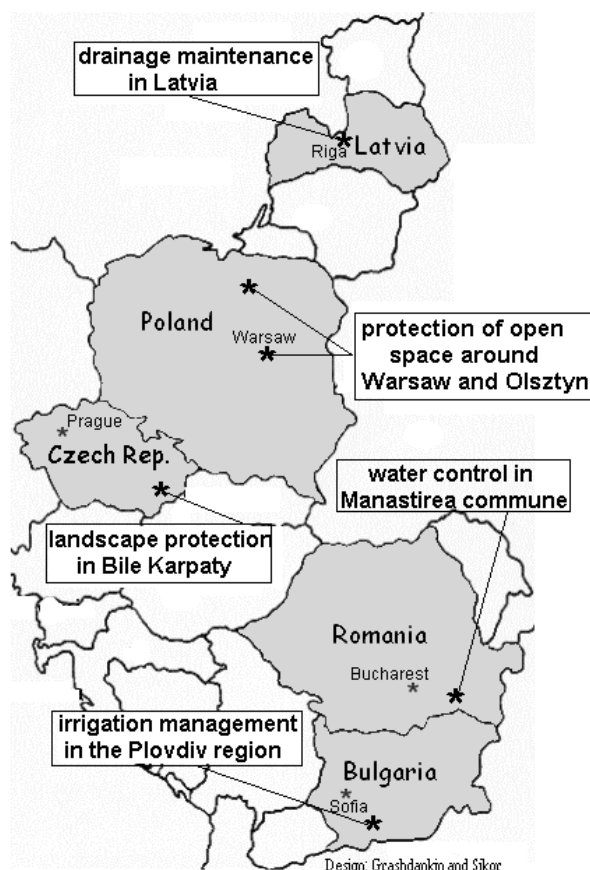 drainage maintenance
in Latvia
Riga
Latvia
Poland
Warsaw
protection of open
space around
Warsaw and Olsztyn
Prague
Czech Rep.
water control in
Manastirea commune
landscape protection
in Bile Karpaty
Romania
Bucharest
irrigation management
in the Plovdiv region
Bulgaria
Sofia
Design: and Sikor